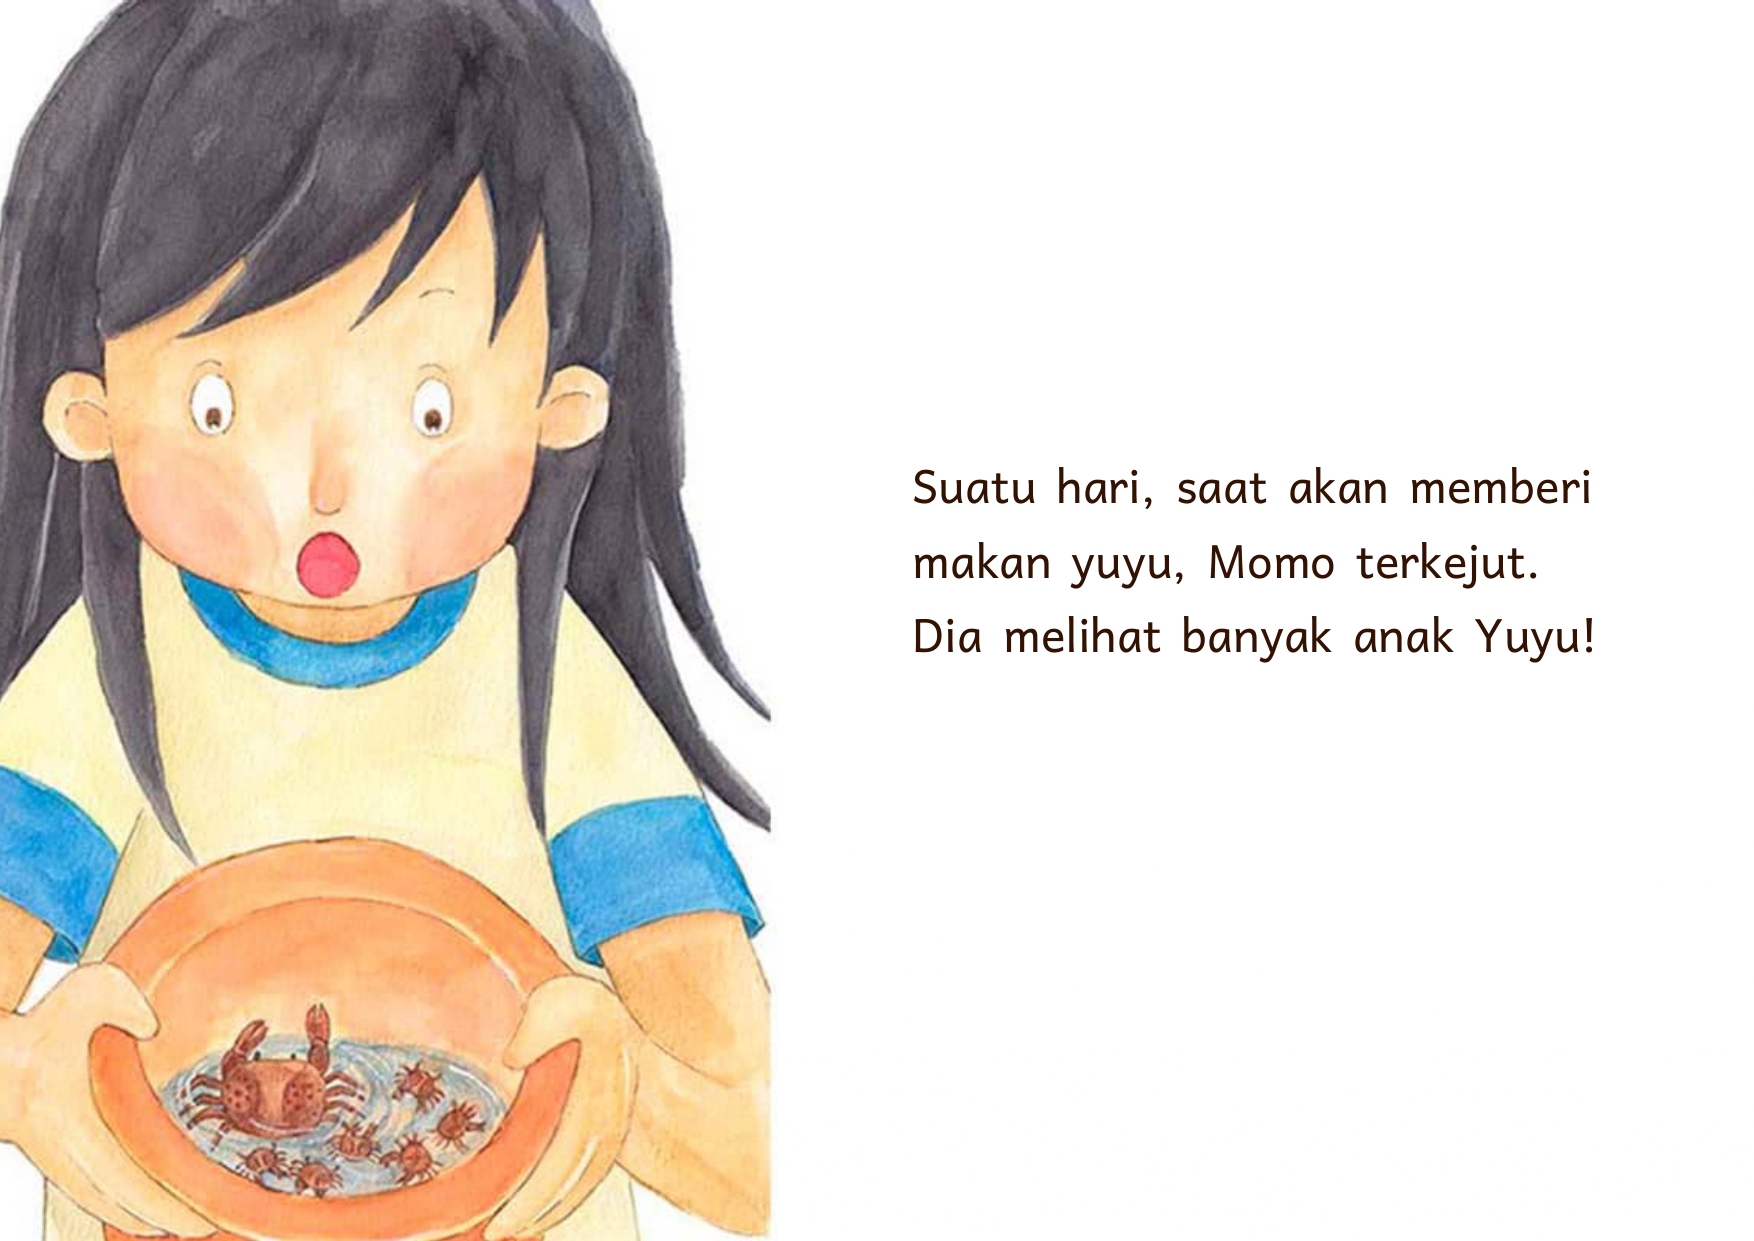 Suatu hari, saat akan memberi
makan yuyu, Momo terkejut.
Dia melihat banyak anak Yuyu!